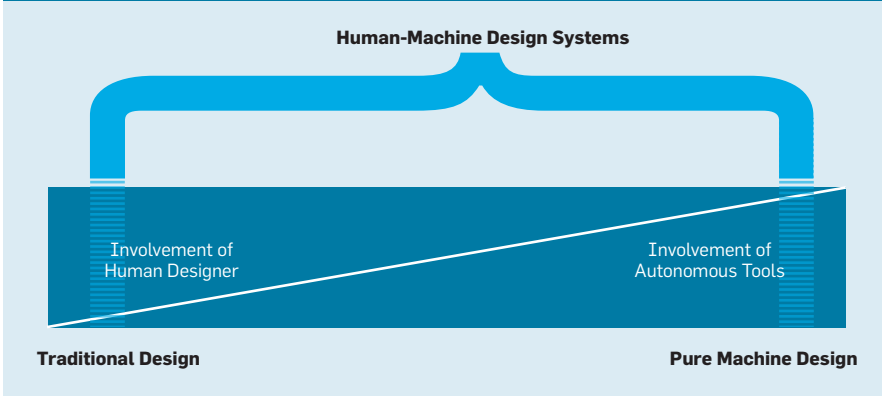 Human-Machine Design Systems
Involvement of
Human Designer
Involvement of
Autonomous Tools
Traditional Design
Pure Machine Design